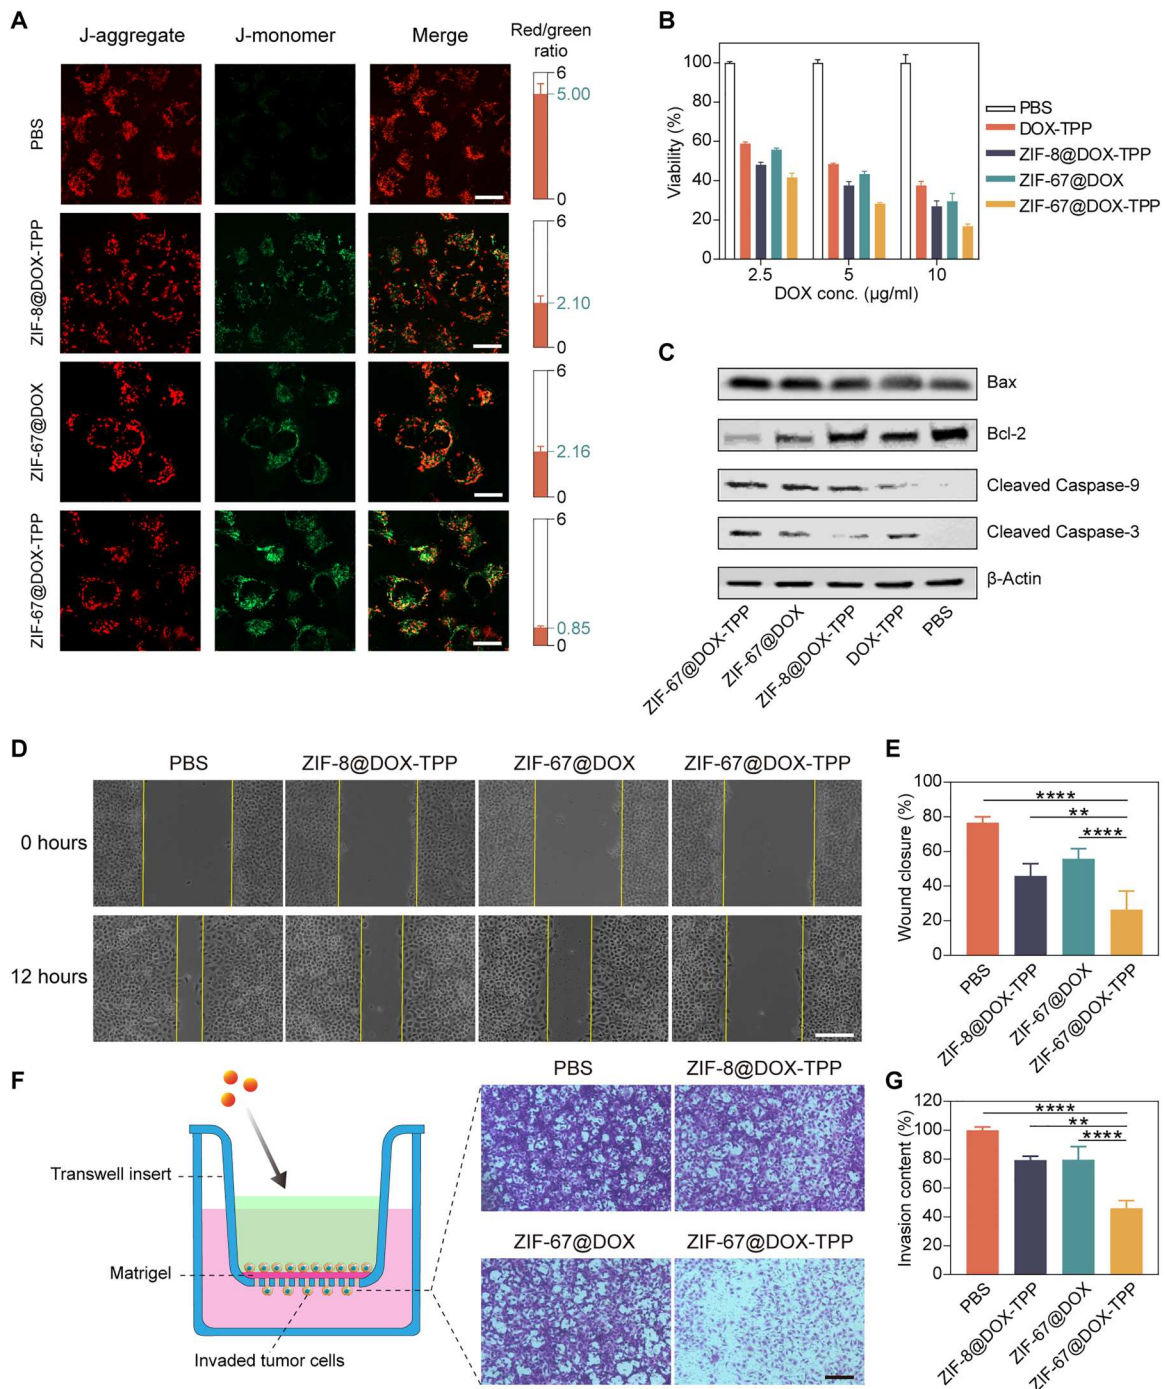 A
J-aggregate
J-monomer
Merge
Red/green
ratio
PBS
6
5.00
0
ZIF-8@DOX-TPP
6
2.10
0
ZIF-67@DOX
6
2.16
0
ZIF-67@DOX-TPP
6
0.85
0
B
Viability (%)
100
80
60
40
20
0
2.5
5
10
DOX conc. (μg/ml)
PBS
DOX-TPP
ZIF-8@DOX-TPP
ZIF-67@DOX
ZIF-67@DOX-TPP
C
Bax
Bcl-2
Cleaved Caspase-9
Cleaved Caspase-3
β-Actin
ZIF-67@DOX-TPP
ZIF-67@DOX
ZIF-8@DOX-TPP
DOX-TPP
PBS
D
PBS
ZIF-8@DOX-TPP
ZIF-67@DOX
ZIF-67@DOX-TPP
0 hours
12 hours
E
Wound closure (%)
100
80
60
40
20
0
****
**
****
PBS
ZIF-8@DOX-TPP
ZIF-67@DOX
ZIF-67@DOX-TPP
F
Transwell insert
Matrigel
Invaded tumor cells
PBS
ZIF-8@DOX-TPP
ZIF-67@DOX
ZIF-67@DOX-TPP
G
Invasion content (%)
120
100
80
60
40
20
0
****
**
****
PBS
ZIF-8@DOX-TPP
ZIF-67@DOX
ZIF-67@DOX-TPP